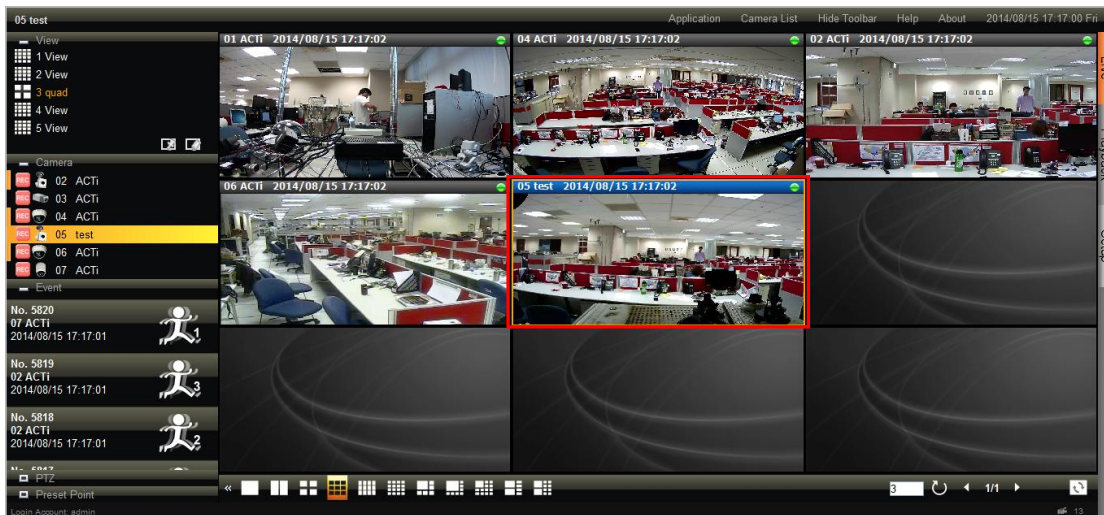 05 test
Application Camera List Hide Toolbar Help About 2014/08/15 17:17:00 Fri
View
1 View
2 View
3 quad
4 View
5 View
Camera
REC 02 ACTi
REC 03 ACTi
REC 04 ACTi
REC 05 test
REC 06 ACTi
REC 07 ACTi
Event
No. 5820
07 ACTi
2014/08/15 17:17:01
1
No. 5819
02 ACTi
2014/08/15 17:17:01
3
No. 5818
02 ACTi
2014/08/15 17:17:01
2
No. 5817
PTZ
Preset Point
Login Account: admin
01 ACTi 2014/08/15 17:17:02
04 ACTi 2014/08/15 17:17:02
02 ACTi 2014/08/15 17:17:02
06 ACTi 2014/08/15 17:17:02
05 test 2014/08/15 17:17:02
Live
Playback
Setup
« 3 1/1
13